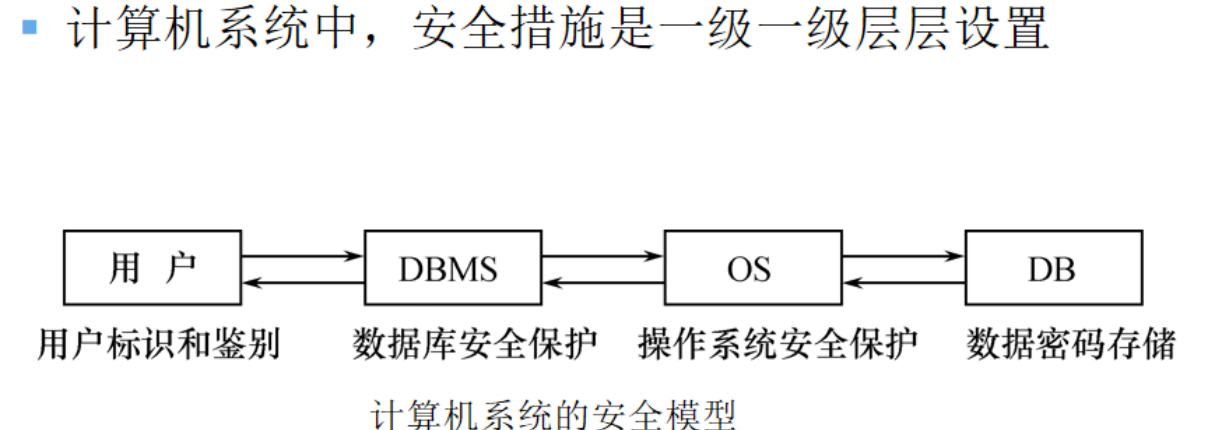 计算机系统中，安全措施是一级一级层层设置
用 户 DBMS OS DB
用户标识和鉴别 数据库安全保护 操作系统安全保护 数据密码存储
计算机系统的安全模型